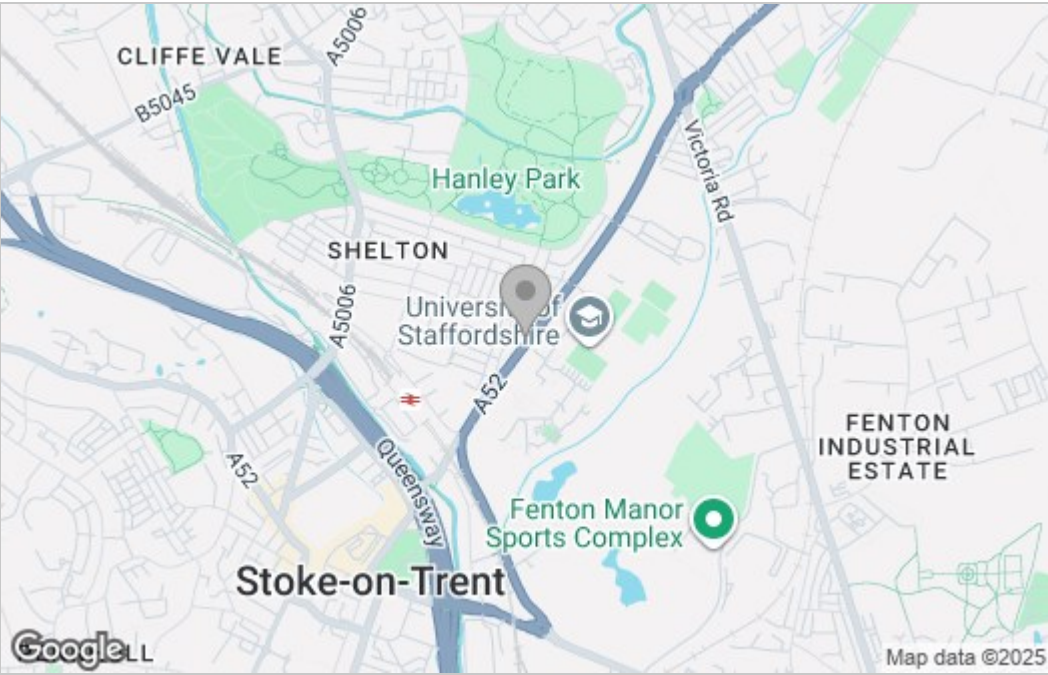 CLIFFE VALE
A5006
B5045
Victoria Rd
Hanley Park
SHELTON
A5006
University of
Staffordshire
A52
FENTON
INDUSTRIAL
ESTATE
A52
Queensway
Fenton Manor
Sports Complex
Stoke-on-Trent
Google
Map data ©2025